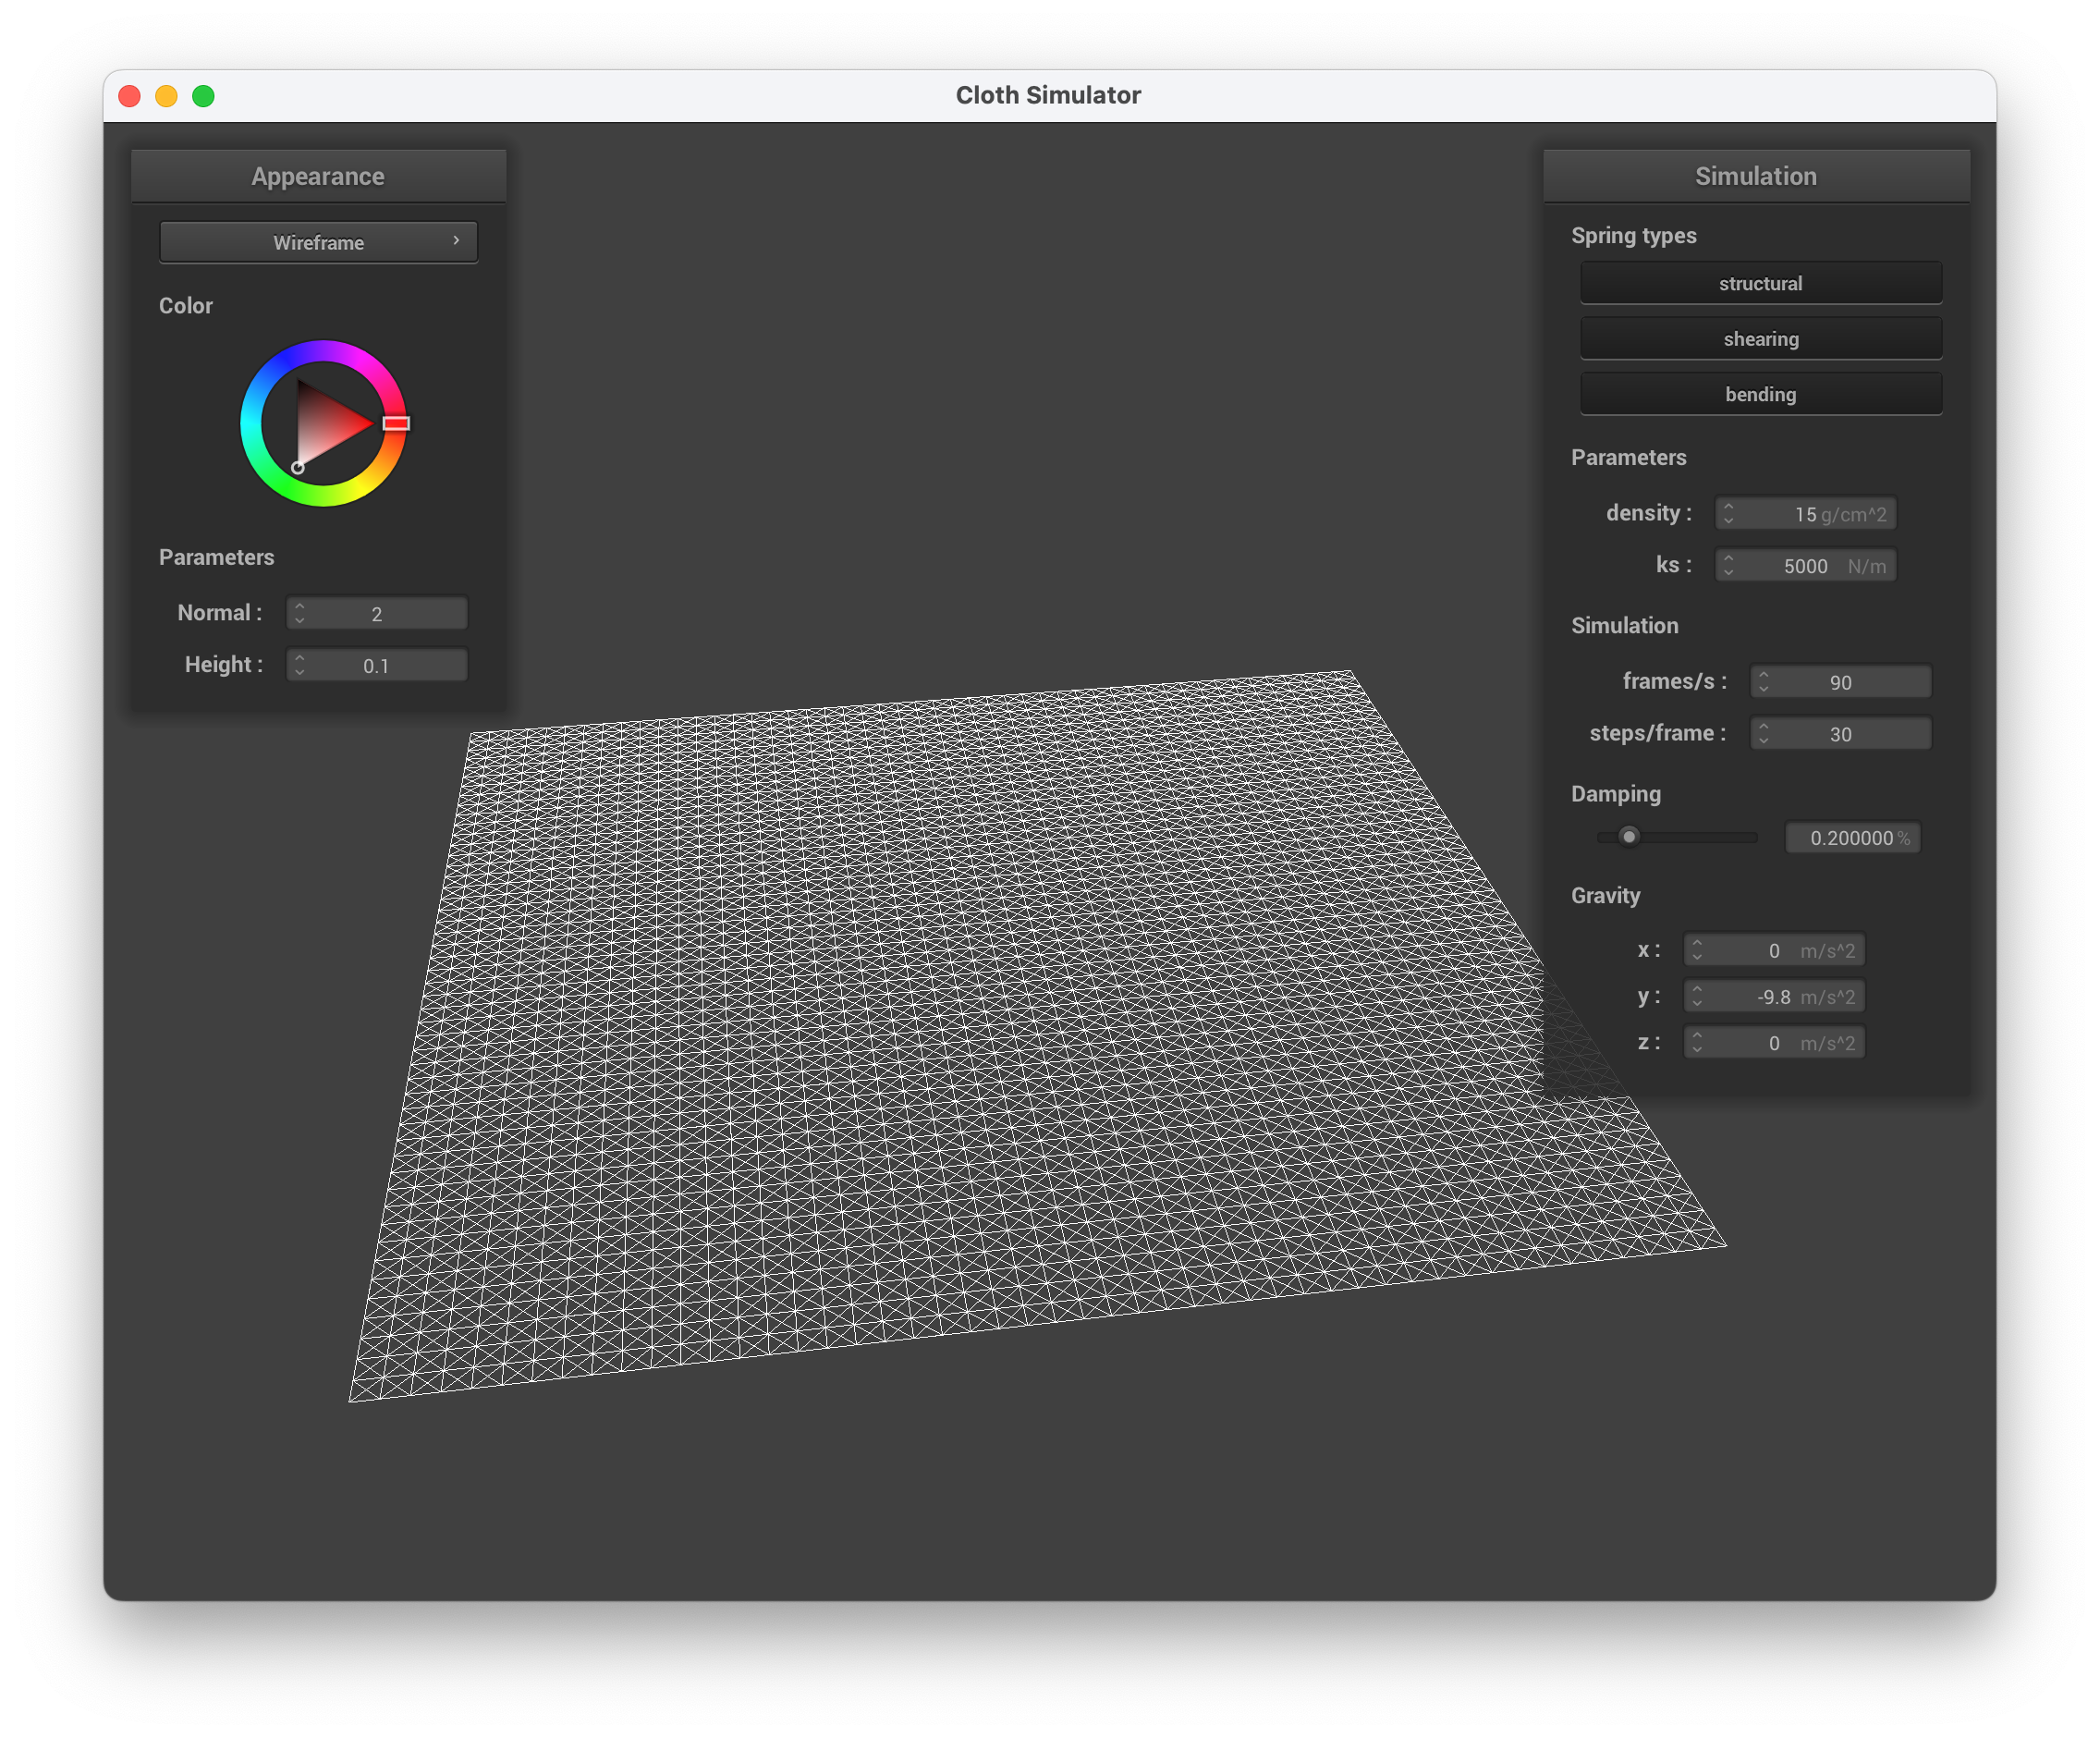 Cloth Simulator
Appearance
Wireframe
Color
Parameters
Normal : 2
Height : 0.1
Simulation
Spring types
structural
shearing
bending
Parameters
density : 15 g/cm^2
ks : 5000 N/m
Simulation
frames/s : 90
steps/frame : 30
Damping
0.200000 %
Gravity
x : 0 m/s^2
y : -9.8 m/s^2
z : 0 m/s^2